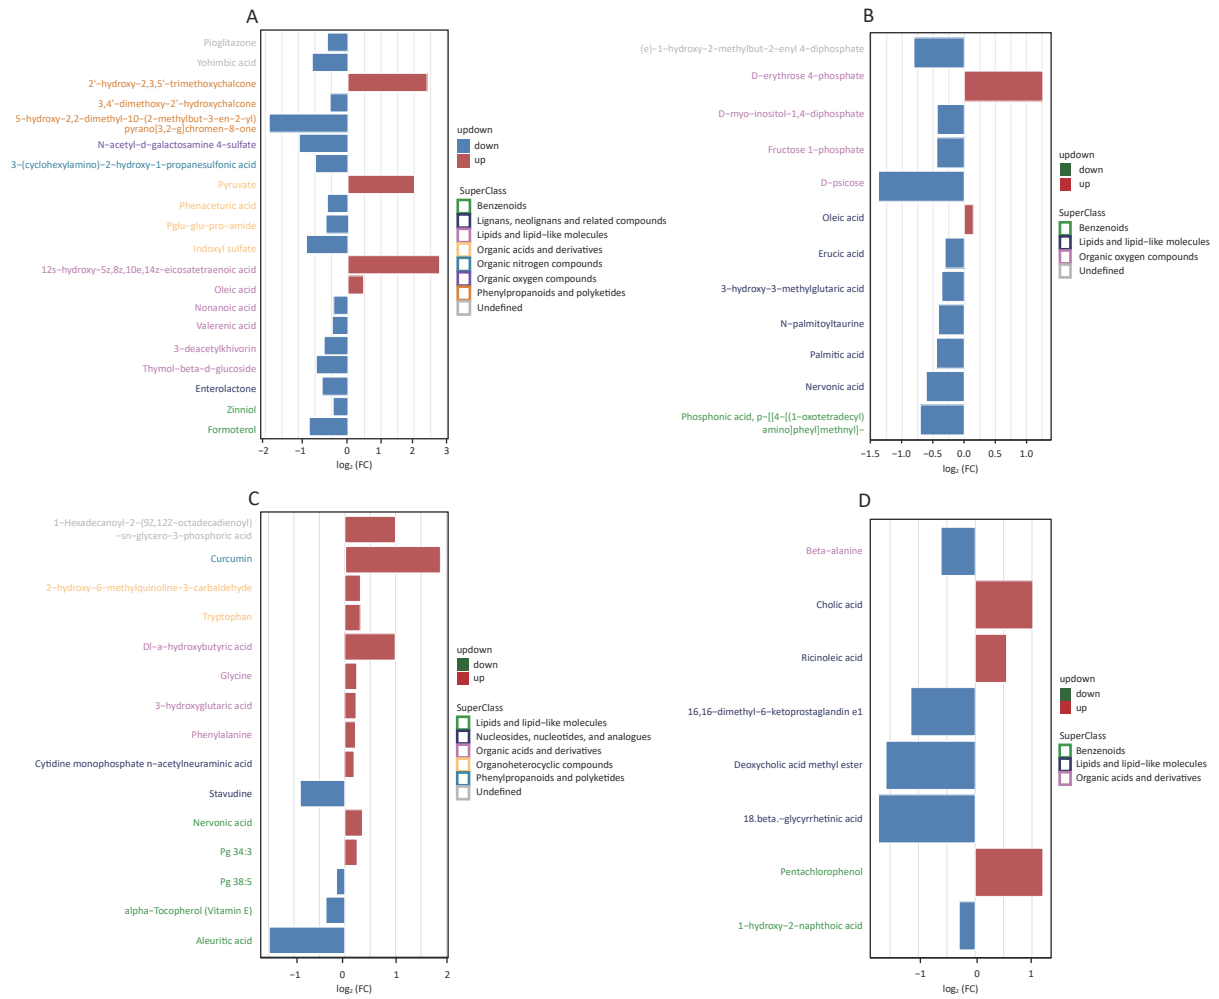 A
Pioglitazone
Yohimbic acid
2′−hydroxy−2,3,5′−trimethoxychalcone
3,4′−dimethoxy−2′−hydroxychalcone
5−hydroxy−2,2−dimethyl−10−(2−methylbut−3−en−2−yl)
pyrano[3,2−g]chromen−8−one
N−acetyl−d−galactosamine 4−sulfate
3−(cyclohexylamino)−2−hydroxy−1−propanesulfonic acid
Pyruvate
Phenaceturic acid
Pglu−glu−pro−amide
Indoxyl sulfate
12s−hydroxy−5z,8z,10e,14z−eicosatetraenoic acid
Oleic acid
Nonanoic acid
Valerenic acid
3−deacetylkhivorin
Thymol−beta−d−glucoside
Enterolactone
Zinniol
Formoterol
−2 −1 0 1 2 3
log₂ (FC)
updown
down
up
SuperClass
Benzenoids
Lignans, neolignans and related compounds
Lipids and lipid−like molecules
Organic acids and derivatives
Organic nitrogen compounds
Organic oxygen compounds
Phenylpropanoids and polyketides
Undefined
B
(e)−1−hydroxy−2−methylbut−2−enyl 4−diphosphate
D−erythrose 4−phosphate
D−myo−inositol−1,4−diphosphate
Fructose 1−phosphate
D−psicose
Oleic acid
Erucic acid
3−hydroxy−3−methylglutaric acid
N−palmitoyltaurine
Palmitic acid
Nervonic acid
Phosphonic acid, p−[[4−[(1−oxotetradecyl)
amino]pheyl]methnyl]−
−1.5 −1.0 −0.5 0.0 0.5 1.0
log₂ (FC)
updown
down
up
SuperClass
Benzenoids
Lipids and lipid−like molecules
Organic oxygen compounds
Undefined
C
1−Hexadecanoyl−2−(9Z,12Z−octadecadienoyl)
−sn−glycero−3−phosphoric acid
Curcumin
2−hydroxy−6−methylquinoline−3−carbaldehyde
Tryptophan
Dl−a−hydroxybutyric acid
Glycine
3−hydroxyglutaric acid
Phenylalanine
Cytidine monophosphate n−acetylneuraminic acid
Stavudine
Nervonic acid
Pg 34:3
Pg 38:5
alpha−Tocopherol (Vitamin E)
Aleuritic acid
−1 0 1 2
log₂ (FC)
updown
down
up
SuperClass
Lipids and lipid−like molecules
Nucleosides, nucleotides, and analogues
Organic acids and derivatives
Organoheterocyclic compounds
Phenylpropanoids and polyketides
Undefined
D
Beta−alanine
Cholic acid
Ricinoleic acid
16,16−dimethyl−6−ketoprostaglandin e1
Deoxycholic acid methyl ester
18.beta.−glycyrrhetinic acid
Pentachlorophenol
1−hydroxy−2−naphthoic acid
−1 0 1
log₂ (FC)
updown
down
up
SuperClass
Benzenoids
Lipids and lipid−like molecules
Organic acids and derivatives